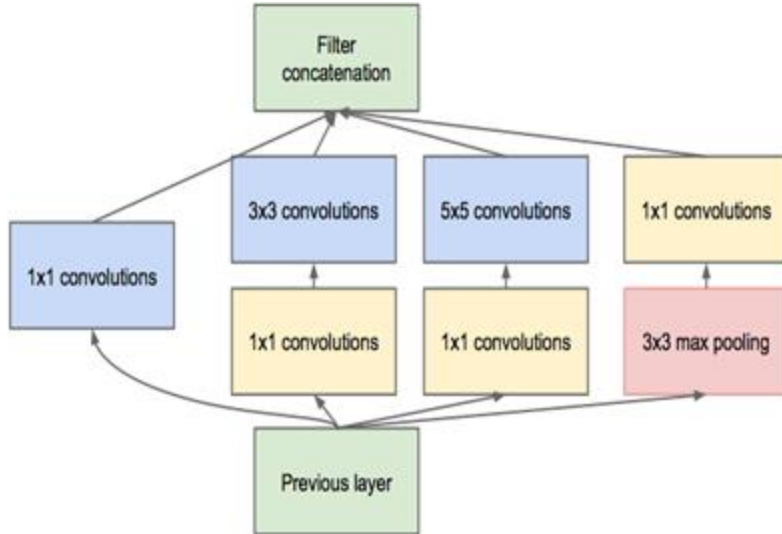 Filter
concatenation
3x3 convolutions
5x5 convolutions
1x1 convolutions
1x1 convolutions
1x1 convolutions
1x1 convolutions
3x3 max pooling
Previous layer